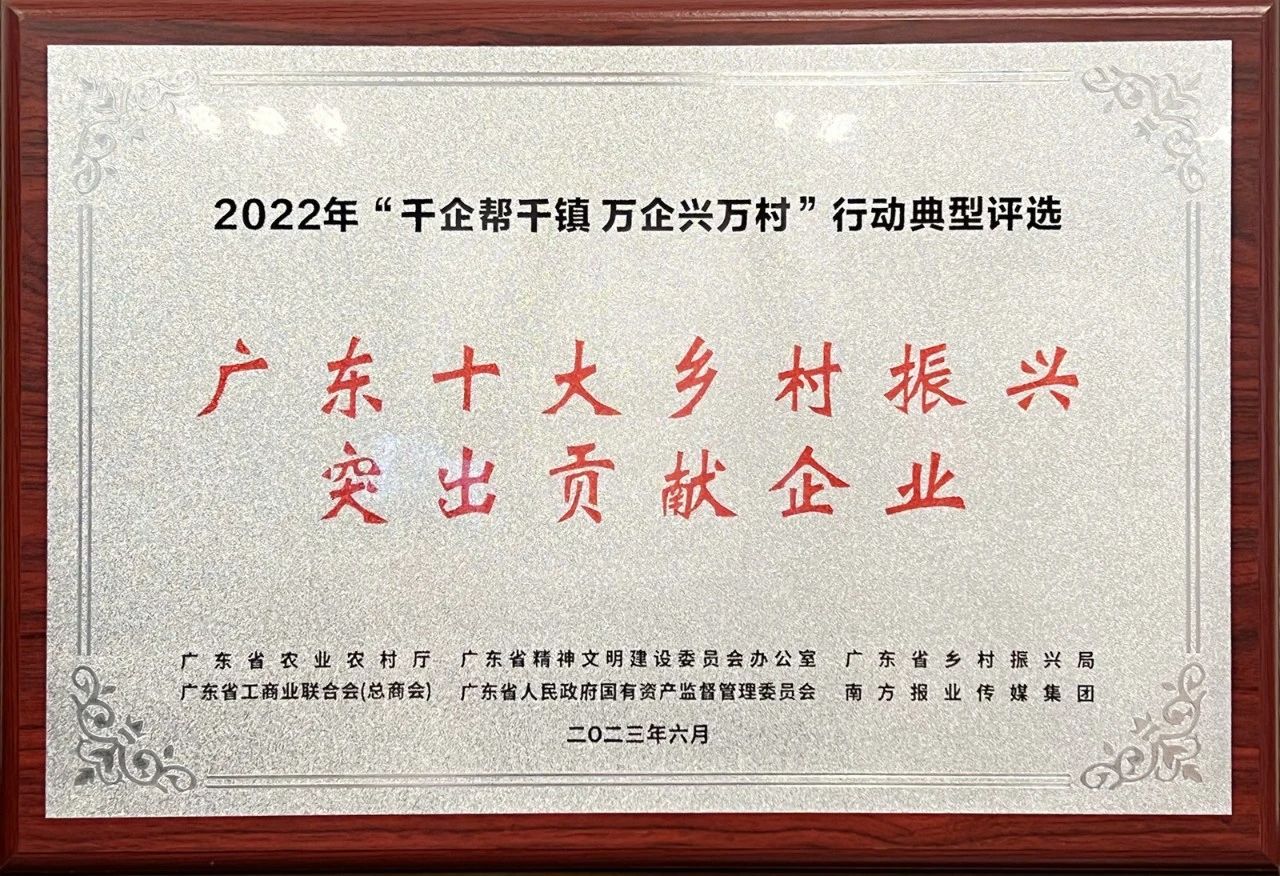 2022年“千企帮千镇 万企兴万村”行动典型评选
广东十大乡村振兴
突出贡献企业
广东省农业农村厅 广东省精神文明建设委员会办公室 广东省乡村振兴局
广东省工商业联合会(总商会) 广东省人民政府国有资产监督管理委员会 南方报业传媒集团
二〇二三年六月